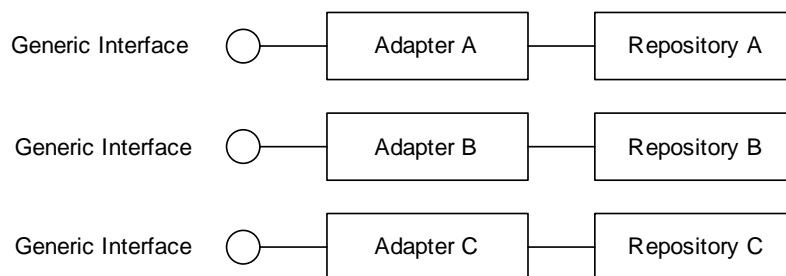 Generic Interface Adapter A Repository A
Generic Interface Adapter B Repository B
Generic Interface Adapter C Repository C